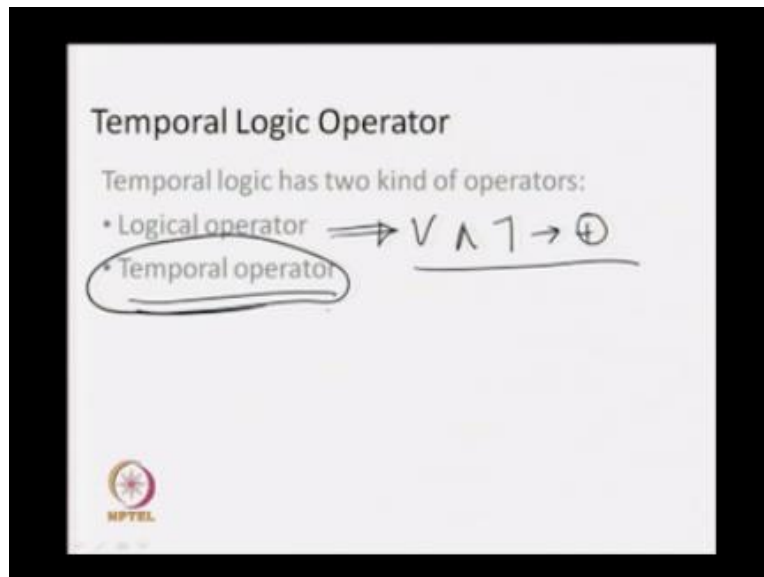 Temporal Logic Operator
Temporal logic has two kind of operators:
• Logical operator ⟹ ∨ ∧ ¬ → ⊕
• Temporal operator
NPTEL